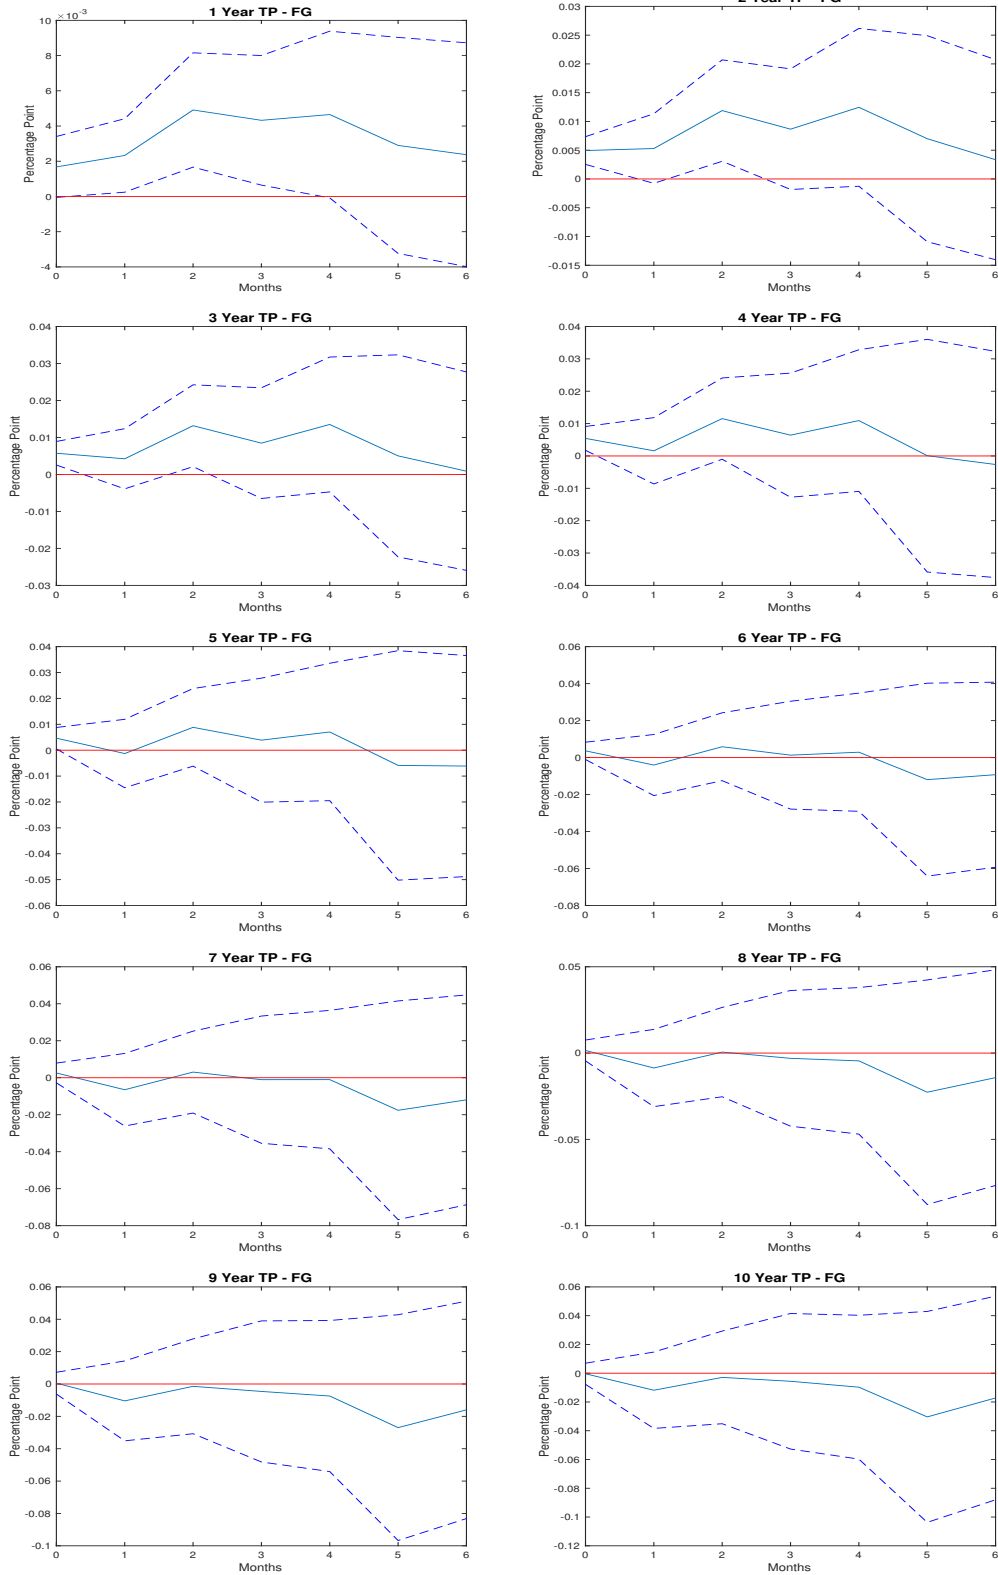 1 Year TP - FG
×10⁻³
10
8
6
4
2
0
-2
-4
Percentage Point
0 1 2 3 4 5 6
Months
2 Year TP - FG
0.03
0.025
0.02
0.015
0.01
0.005
0
-0.005
-0.01
-0.015
Percentage Point
0 1 2 3 4 5 6
Months
3 Year TP - FG
0.04
0.03
0.02
0.01
0
-0.01
-0.02
-0.03
Percentage Point
0 1 2 3 4 5 6
Months
4 Year TP - FG
0.04
0.03
0.02
0.01
0
-0.01
-0.02
-0.03
-0.04
Percentage Point
0 1 2 3 4 5 6
Months
5 Year TP - FG
0.04
0.03
0.02
0.01
0
-0.01
-0.02
-0.03
-0.04
-0.05
-0.06
Percentage Point
0 1 2 3 4 5 6
Months
6 Year TP - FG
0.06
0.04
0.02
0
-0.02
-0.04
-0.06
-0.08
Percentage Point
0 1 2 3 4 5 6
Months
7 Year TP - FG
0.06
0.04
0.02
0
-0.02
-0.04
-0.06
-0.08
Percentage Point
0 1 2 3 4 5 6
Months
8 Year TP - FG
0.05
0
-0.05
-0.1
Percentage Point
0 1 2 3 4 5 6
Months
9 Year TP - FG
0.06
0.04
0.02
0
-0.02
-0.04
-0.06
-0.08
-0.1
Percentage Point
0 1 2 3 4 5 6
Months
10 Year TP - FG
0.06
0.04
0.02
0
-0.02
-0.04
-0.06
-0.08
-0.1
-0.12
Percentage Point
0 1 2 3 4 5 6
Months